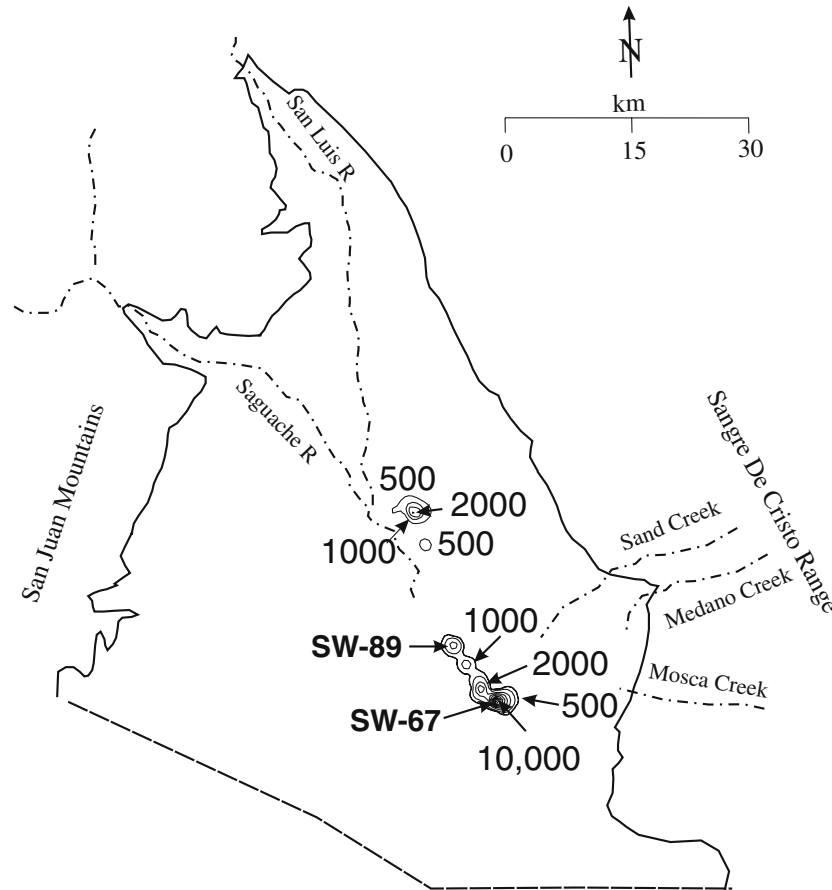 N
km
0 15 30
San Luis R
Saguache R
San Juan Mountains
Sangre De Cristo Range
500
2000
1000
500
Sand Creek
Medano Creek
Mosca Creek
1000
SW-89
2000
500
SW-67
10,000